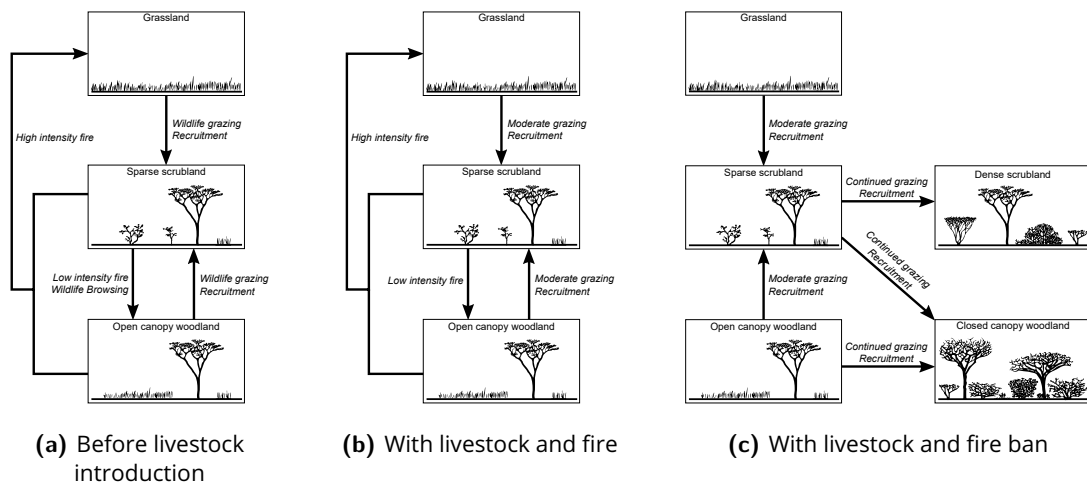 Grassland
High intensity fire
Wildlife grazing
Recruitment
Sparse scrubland
Low intensity fire
Wildlife Browsing
Wildlife grazing
Recruitment
Open canopy woodland
(a) Before livestock
introduction
Grassland
High intensity fire
Moderate grazing
Recruitment
Sparse scrubland
Low intensity fire
Moderate grazing
Recruitment
Open canopy woodland
(b) With livestock and fire
Grassland
Moderate grazing
Recruitment
Sparse scrubland
Continued grazing
Recruitment
Dense scrubland
Continued grazing
Recruitment
Moderate grazing
Recruitment
Open canopy woodland
Continued grazing
Recruitment
Closed canopy woodland
(c) With livestock and fire ban